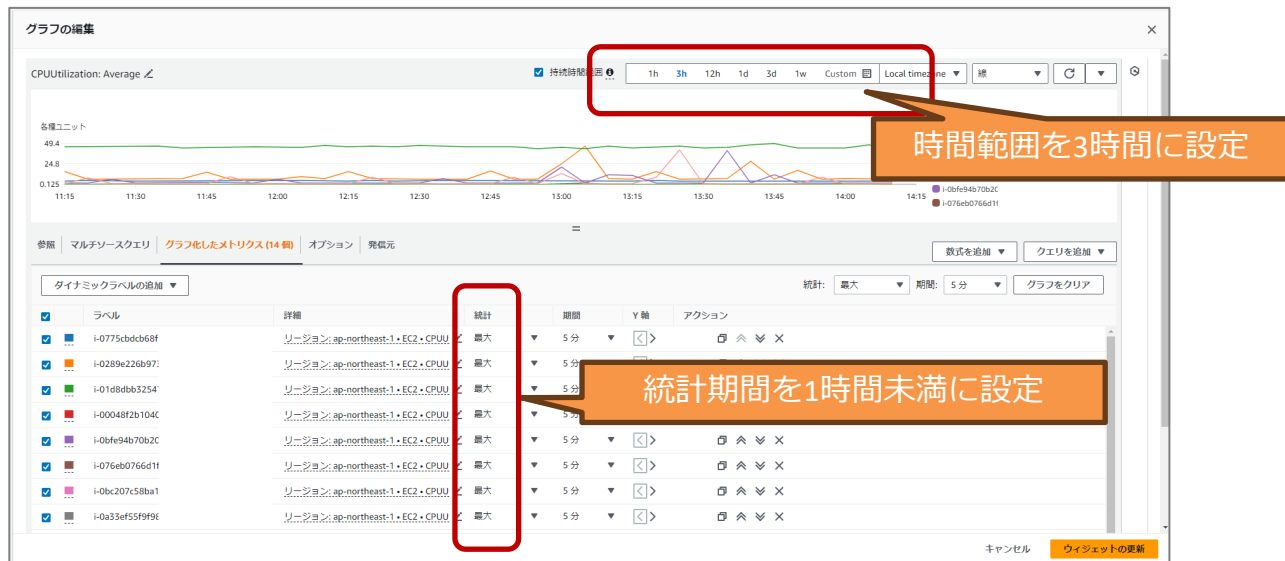 グラフの編集
CPUUtilization: Average
持続時間範囲 1h 3h 12h 1d 3d 1w Custom Local timezone 線
時間範囲を3時間に設定
各種ユニット
49.4
24.8
0.125
11:15 11:30 11:45 12:00 12:15 12:30 12:45 13:00 13:15 13:30 13:45 14:00 14:15
i-0bfe94b70b2C
i-076eb0766d1f
参照 マルチソースクエリ グラフ化したメトリクス (14 個) オプション 発信元
数式を追加 クエリを追加
ダイナミックラベルの追加 統計: 最大 期間: 5 分 グラフをクリア
ラベル 詳細 統計 期間 Y 軸 アクション
i-0775cbdcb68f リージョン: ap-northeast-1 • EC2 • CPUU 最大 5 分
i-0289e226b973 リージョン: ap-northeast-1 • EC2 • CPUU 最大 5 分
統計期間を1時間未満に設定
i-01d8dbb3254 リージョン: ap-northeast-1 • EC2 • CPUU 最大 5 分
i-00048f2b104C リージョン: ap-northeast-1 • EC2 • CPUU 最大 5 分
i-0bfe94b70b2C リージョン: ap-northeast-1 • EC2 • CPUU 最大 5 分
i-076eb0766d1f リージョン: ap-northeast-1 • EC2 • CPUU 最大 5 分
i-0bc207c58ba1 リージョン: ap-northeast-1 • EC2 • CPUU 最大 5 分
i-0a33ef55f9f98 リージョン: ap-northeast-1 • EC2 • CPUU 最大 5 分
キャンセル ウィジェットの更新